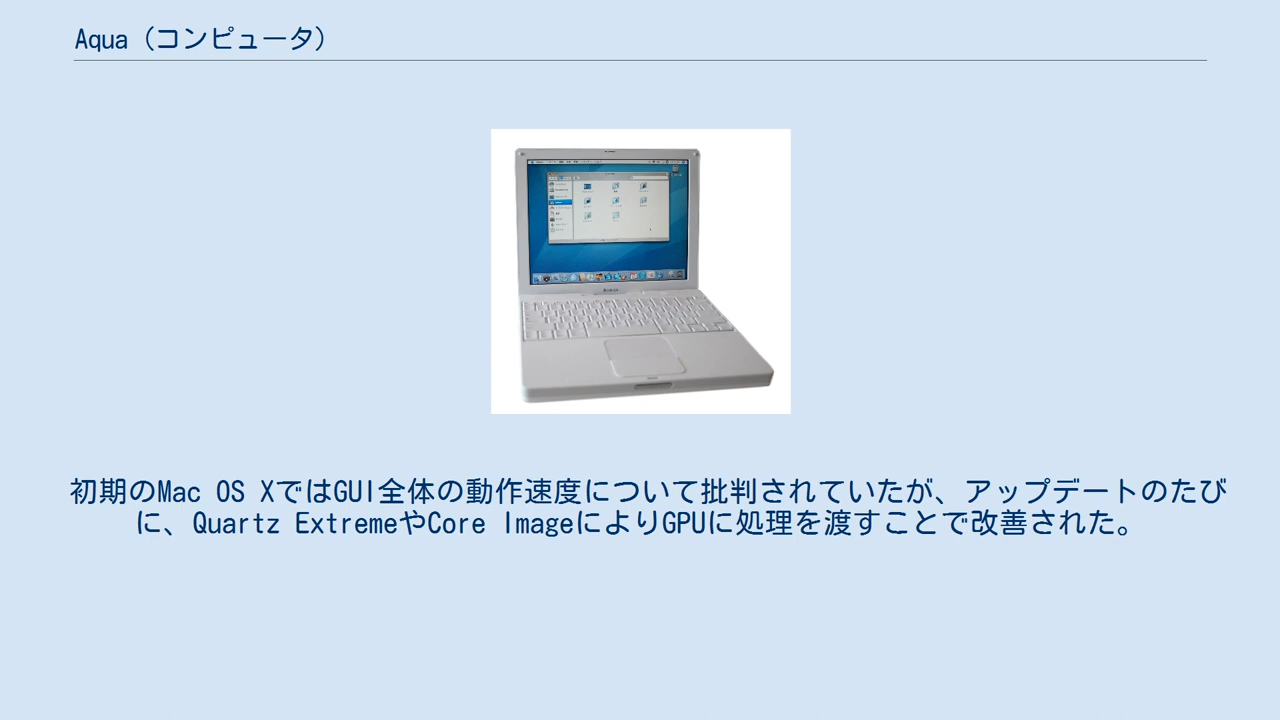 Aqua（コンピュータ）
初期のMac OS XではGUI全体の動作速度について批判されていたが、アップデートのたび
に、Quartz ExtremeやCore ImageによりGPUに処理を渡すことで改善された。